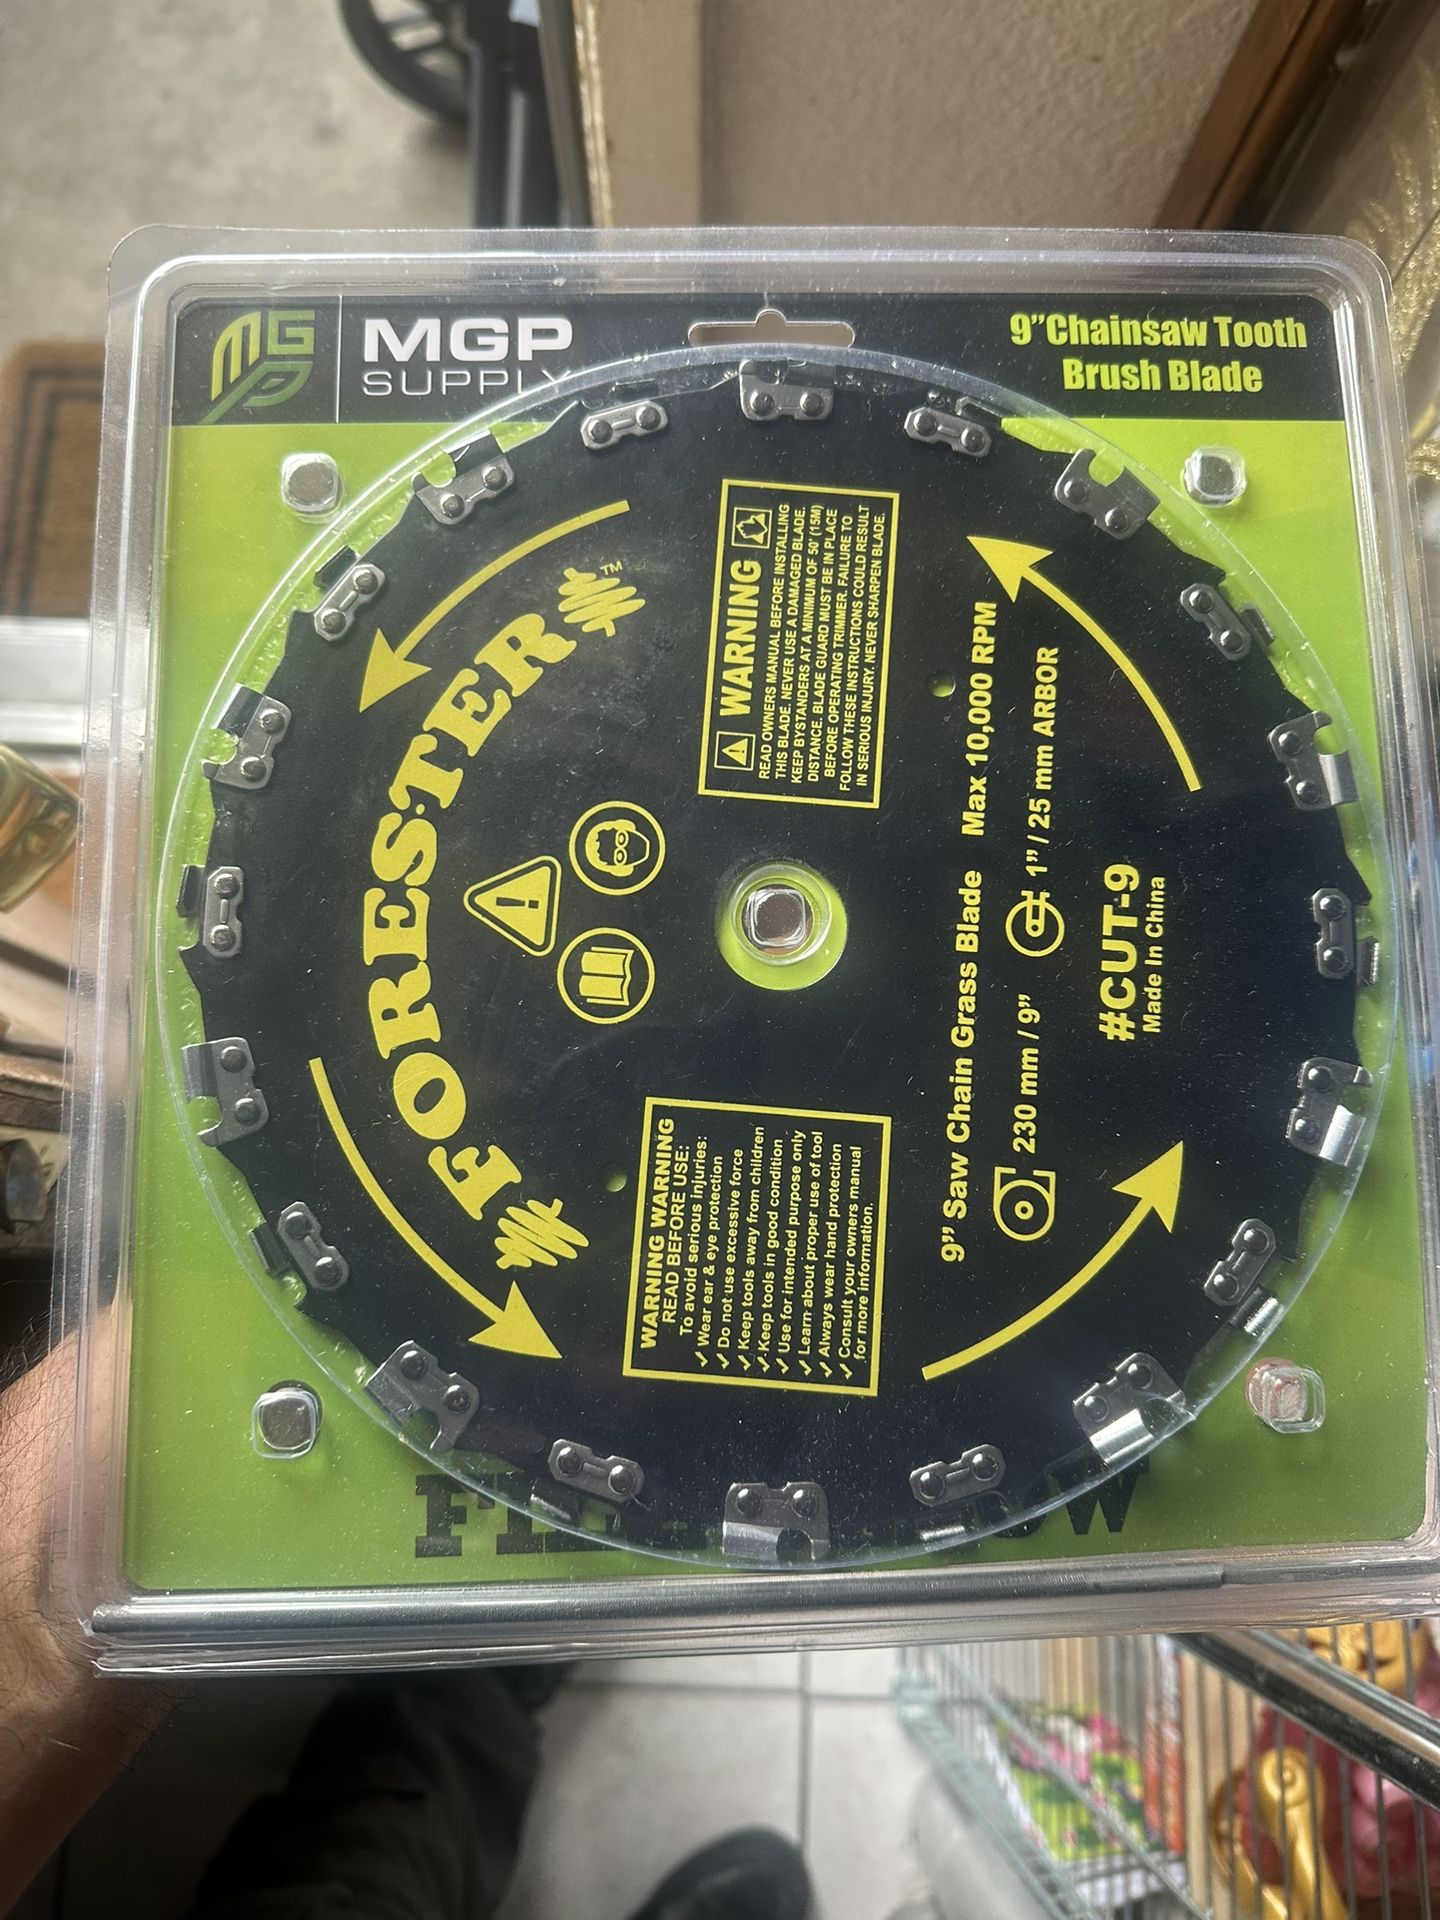 MGP
MGP
SUPPLY
9"Chainsaw Tooth
Brush Blade
FORESTER™
WARNING
READ OWNERS MANUAL BEFORE INSTALLING
THIS BLADE. NEVER USE A DAMAGED BLADE.
KEEP BYSTANDERS AT A MINIMUM OF 50' (15M)
DISTANCE. BLADE GUARD MUST BE IN PLACE
BEFORE OPERATING TRIMMER. FAILURE TO
FOLLOW THESE INSTRUCTIONS COULD RESULT
IN SERIOUS INJURY. NEVER SHARPEN BLADE.
WARNING WARNING
READ BEFORE USE:
To avoid serious injuries:
✓ Wear ear & eye protection
✓ Do not use excessive force
✓ Keep tools away from children
✓ Keep tools in good condition
✓ Use for intended purpose only
✓ Learn about proper use of tool
✓ Always wear hand protection
✓ Consult your owners manual
for more information.
9" Saw Chain Grass Blade Max 10,000 RPM
230 mm / 9" 1" / 25 mm ARBOR
#CUT-9
Made In China